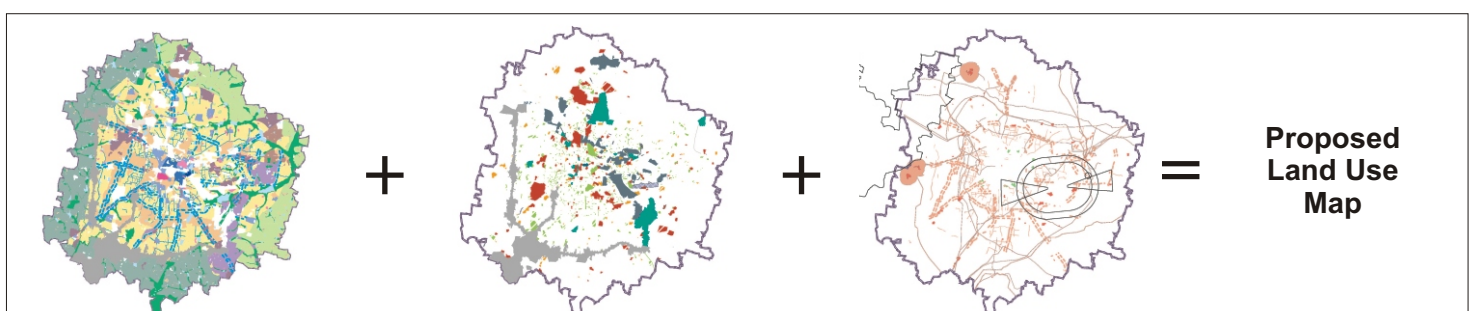 + + = Proposed
Land Use
Map